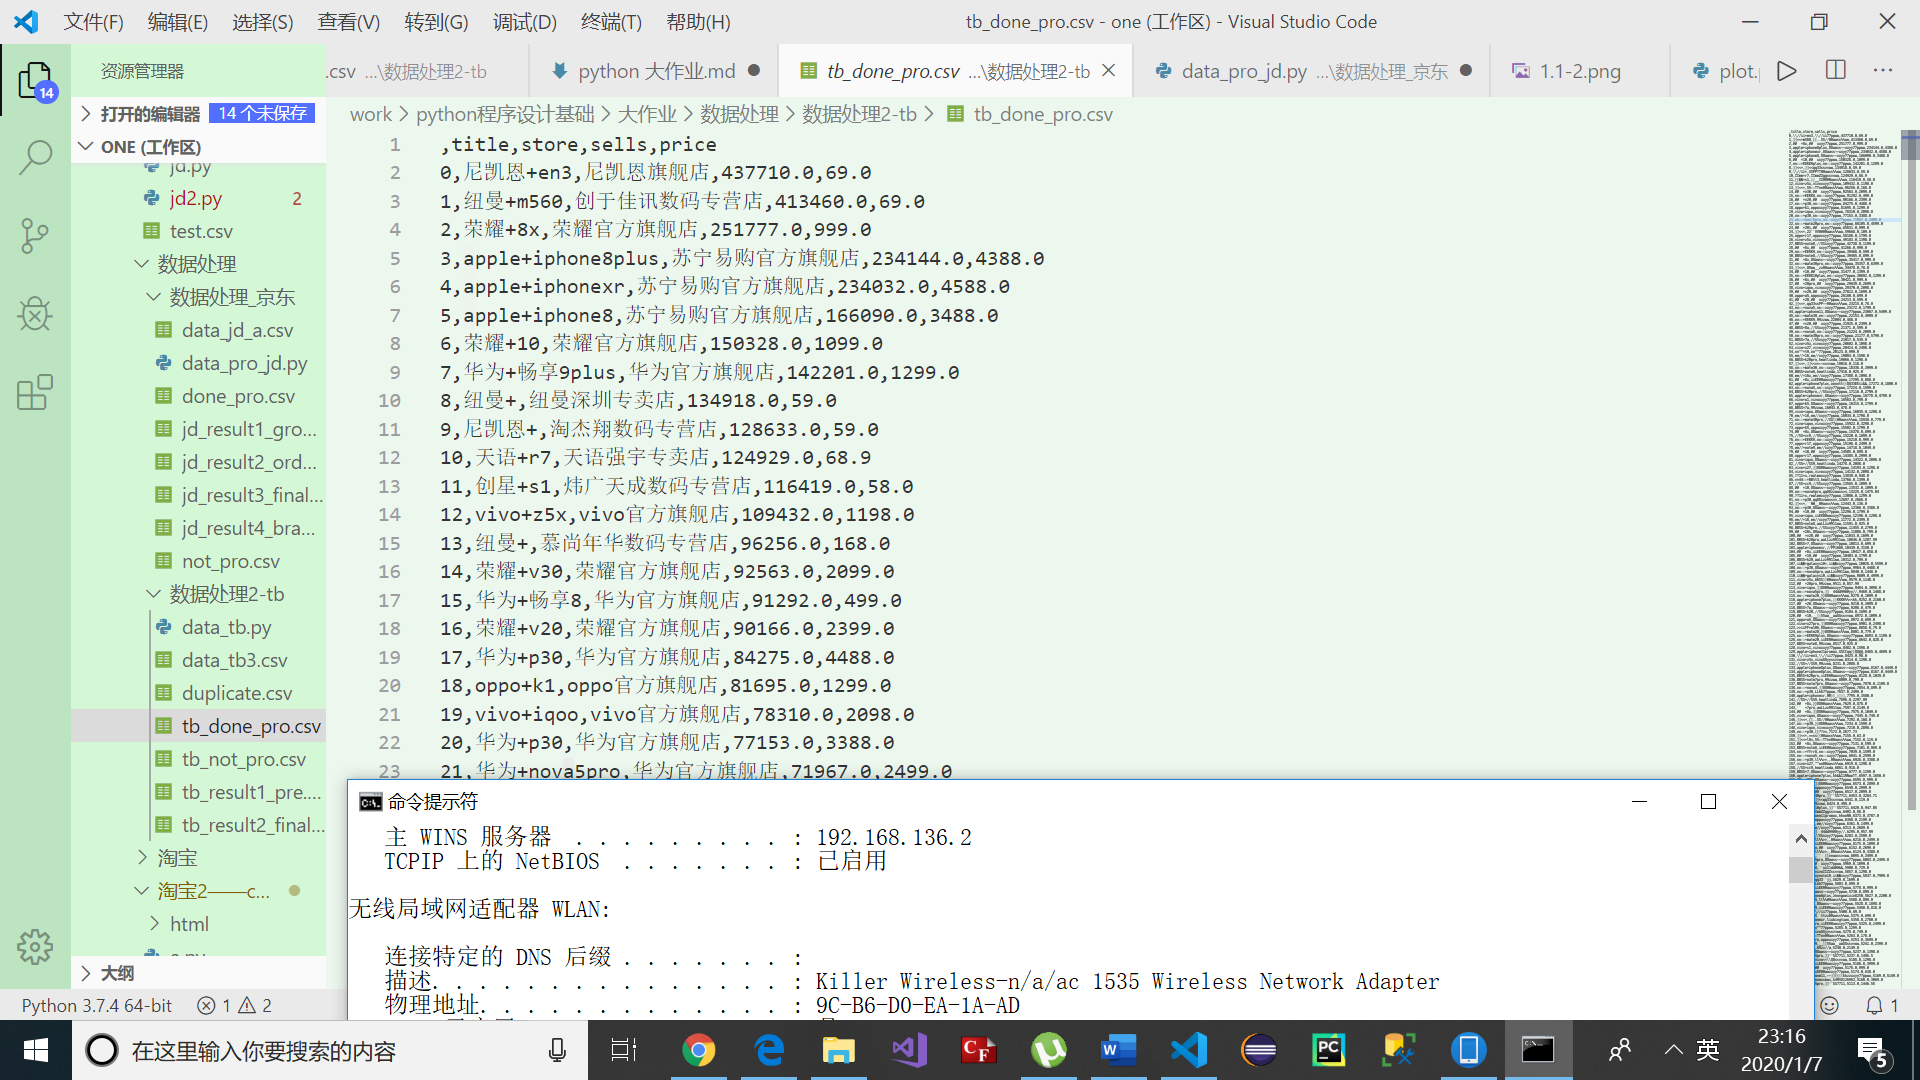 文件(F) 编辑(E) 选择(S) 查看(V) 转到(G) 调试(D) 终端(T) 帮助(H)
tb_done_pro.csv - one (工作区) - Visual Studio Code
资源管理器
.csv ...\数据处理2-tb
python 大作业.md
tb_done_pro.csv ...\数据处理2-tb
data_pro_jd.py ...\数据处理_京东
1.1-2.png
plot.
14
打开的编辑器 14 个未保存
work > python程序设计基础 > 大作业 > 数据处理 > 数据处理2-tb > tb_done_pro.csv
ONE (工作区)
jd.py
jd2.py 2
test.csv
数据处理
数据处理_京东
data_jd_a.csv
data_pro_jd.py
done_pro.csv
jd_result1_gro...
jd_result2_ord...
jd_result3_final...
jd_result4_bra...
not_pro.csv
数据处理2-tb
data_tb.py
data_tb3.csv
duplicate.csv
tb_done_pro.csv
tb_not_pro.csv
tb_result1_pre....
tb_result2_final...
淘宝
淘宝2——c...
html
大纲
1 ,title,store,sells,price
2 0,尼凯恩+en3,尼凯恩旗舰店,437710.0,69.0
3 1,纽曼+m560,创于佳讯数码专营店,413460.0,69.0
4 2,荣耀+8x,荣耀官方旗舰店,251777.0,999.0
5 3,apple+iphone8plus,苏宁易购官方旗舰店,234144.0,4388.0
6 4,apple+iphonexr,苏宁易购官方旗舰店,234032.0,4588.0
7 5,apple+iphone8,苏宁易购官方旗舰店,166090.0,3488.0
8 6,荣耀+10,荣耀官方旗舰店,150328.0,1099.0
9 7,华为+畅享9plus,华为官方旗舰店,142201.0,1299.0
10 8,纽曼+,纽曼深圳专卖店,134918.0,59.0
11 9,尼凯恩+,淘杰翔数码专营店,128633.0,59.0
12 10,天语+r7,天语强宇专卖店,124929.0,68.9
13 11,创星+s1,炜广天成数码专营店,116419.0,58.0
14 12,vivo+z5x,vivo官方旗舰店,109432.0,1198.0
15 13,纽曼+,慕尚年华数码专营店,96256.0,168.0
16 14,荣耀+v30,荣耀官方旗舰店,92563.0,2099.0
17 15,华为+畅享8,华为官方旗舰店,91292.0,499.0
18 16,荣耀+v20,荣耀官方旗舰店,90166.0,2399.0
19 17,华为+p30,华为官方旗舰店,84275.0,4488.0
20 18,oppo+k1,oppo官方旗舰店,81695.0,1299.0
21 19,vivo+iqoo,vivo官方旗舰店,78310.0,2098.0
22 20,华为+p30,华为官方旗舰店,77153.0,3388.0
23 21,华为+nova5pro,华为官方旗舰店,71967.0,2499.0
命令提示符
主 WINS 服务器 . . . . . . . . . : 192.168.136.2
TCPIP 上的 NetBIOS . . . . . . . : 已启用
无线局域网适配器 WLAN:
连接特定的 DNS 后缀 . . . . . . . :
描述. . . . . . . . . . . . . . . : Killer Wireless-n/a/ac 1535 Wireless Network Adapter
物理地址. . . . . . . . . . . . . : 9C-B6-D0-EA-1A-AD
Python 3.7.4 64-bit 1 2
1
在这里输入你要搜索的内容
英
23:16
2020/1/7
5